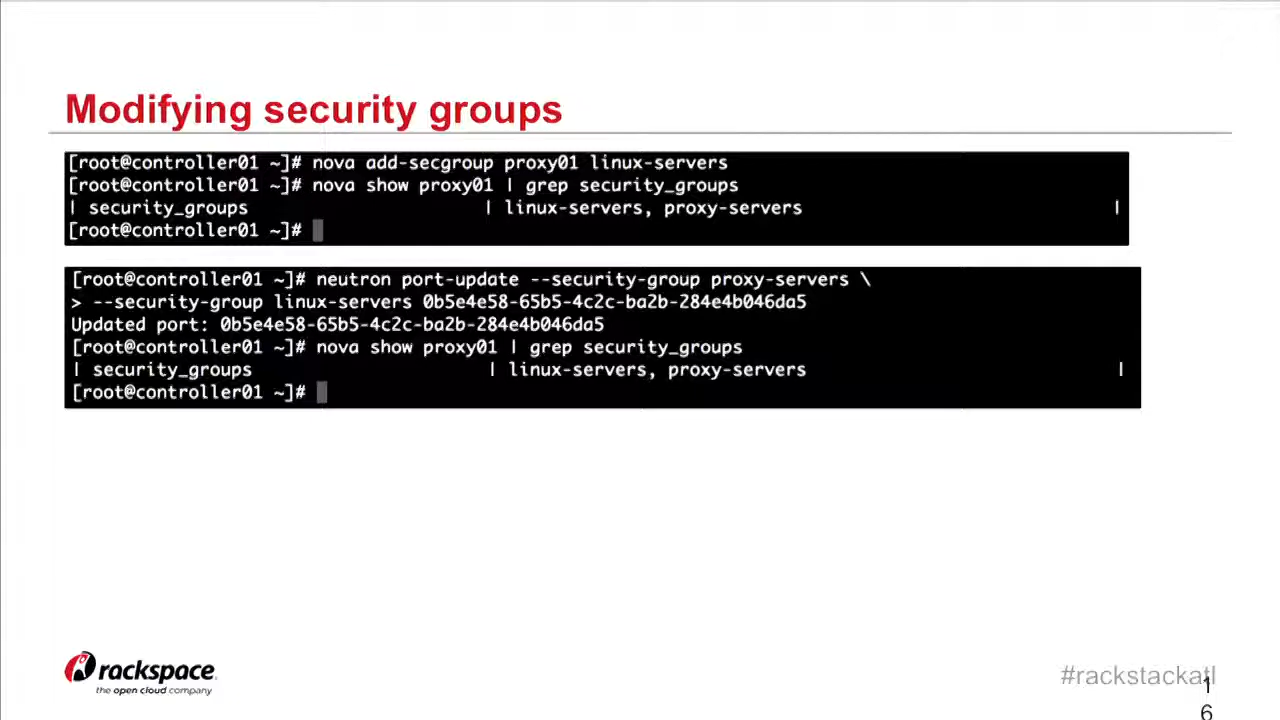 Modifying security groups
[root@controller01 ~]# nova add-secgroup proxy01 linux-servers
[root@controller01 ~]# nova show proxy01 | grep security_groups
| security_groups | linux-servers, proxy-servers |
[root@controller01 ~]#
[root@controller01 ~]# neutron port-update --security-group proxy-servers \
> --security-group linux-servers 0b5e4e58-65b5-4c2c-ba2b-284e4b046da5
Updated port: 0b5e4e58-65b5-4c2c-ba2b-284e4b046da5
[root@controller01 ~]# nova show proxy01 | grep security_groups
| security_groups | linux-servers, proxy-servers |
[root@controller01 ~]#
rackspace
the open cloud company
#rackstackatl
1
6